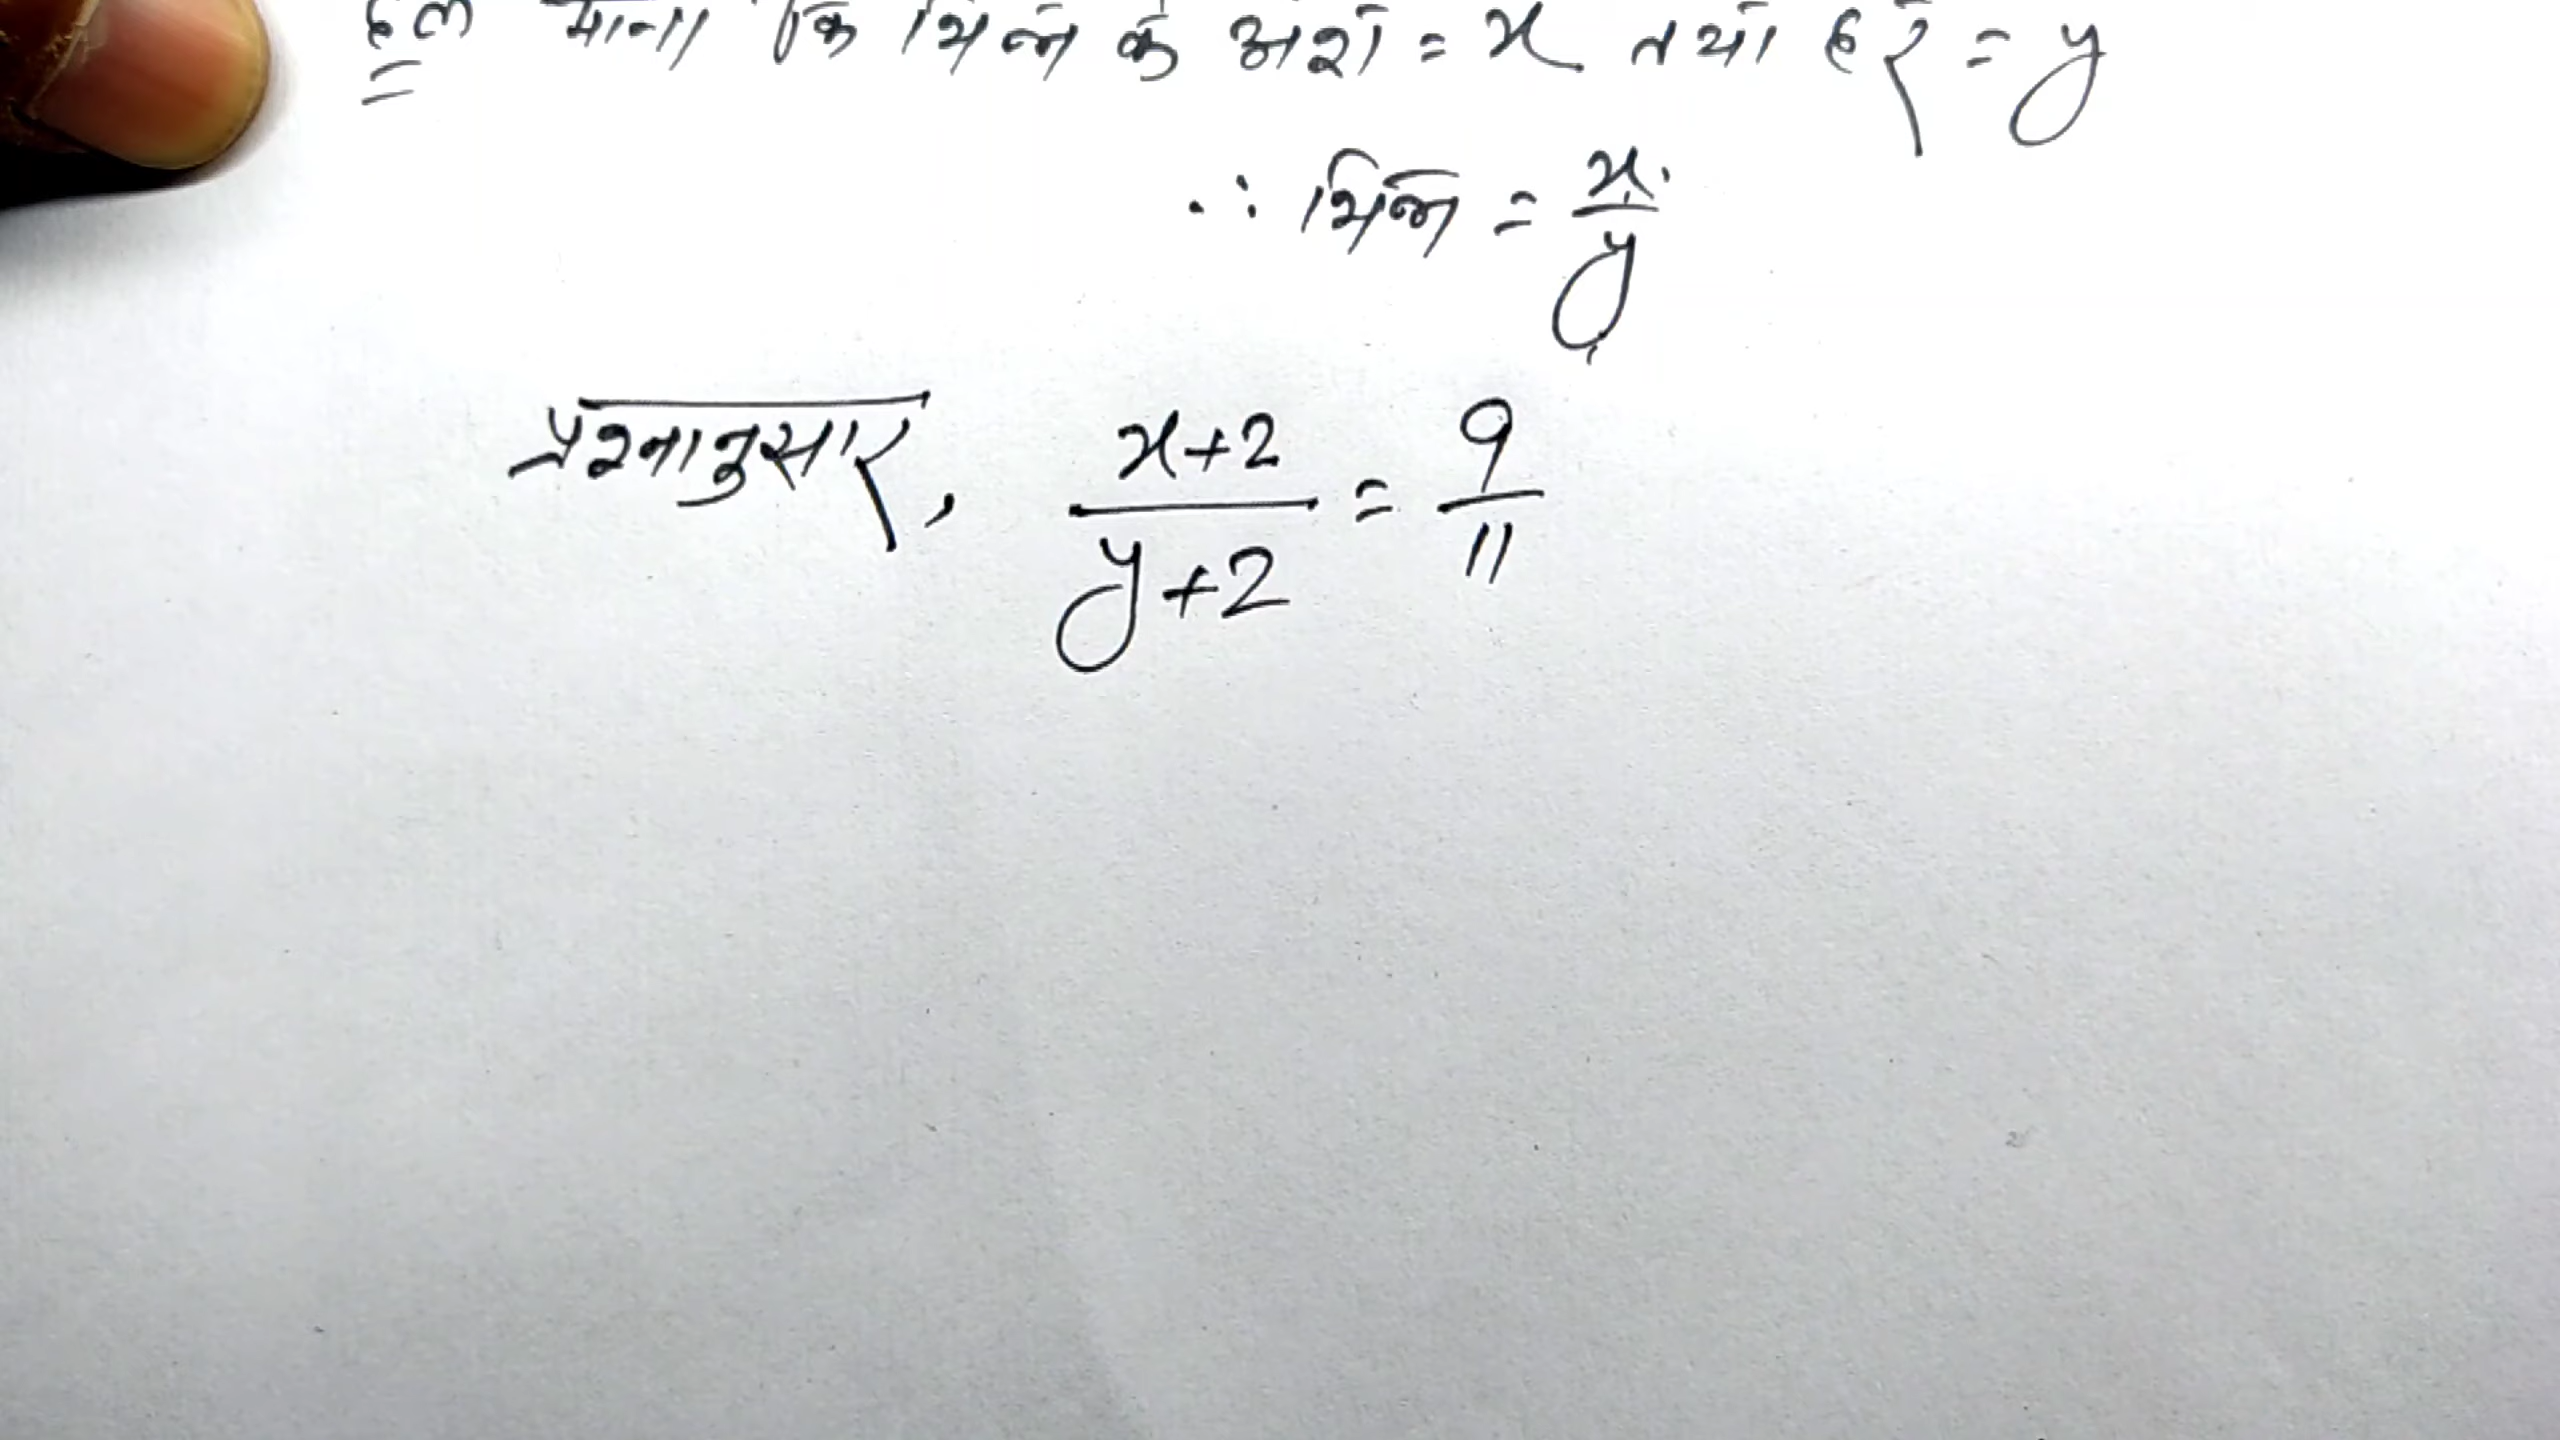 हल माना कि भिन्न के अंश = x तथा हर = y
∴ भिन्न = x/y
प्रश्नानुसार, (x+2)/(y+2) = 9/11